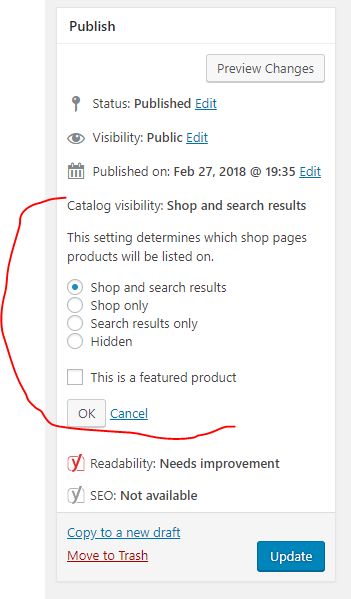 Publish
Preview Changes
Status: Published Edit
Visibility: Public Edit
Published on: Feb 27, 2018 @ 19:35 Edit
Catalog visibility: Shop and search results
This setting determines which shop pages
products will be listed on.
Shop and search results
Shop only
Search results only
Hidden
This is a featured product
OK Cancel
Readability: Needs improvement
SEO: Not available
Copy to a new draft
Move to Trash
Update